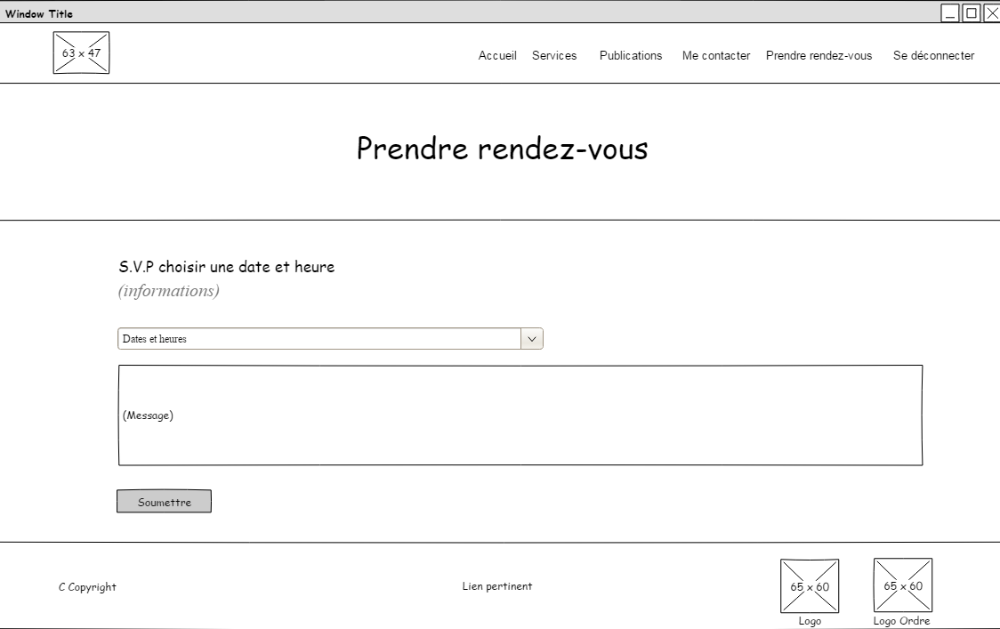 Window Title
63 x 47
Accueil Services Publications Me contacter Prendre rendez-vous Se déconnecter
Prendre rendez-vous
S.V.P choisir une date et heure
(informations)
Dates et heures
(Message)
Soumettre
C Copyright
Lien pertinent
65 x 60
Logo
65 x 60
Logo Ordre